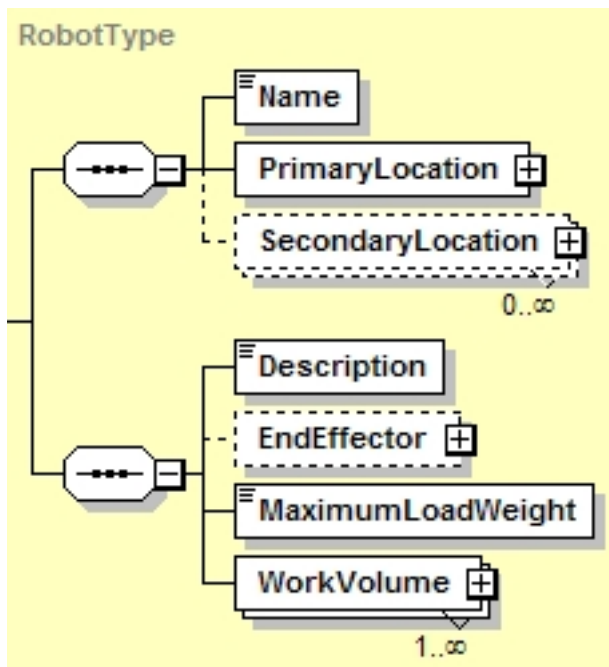 RobotType
Name
PrimaryLocation
SecondaryLocation
0..∞
Description
EndEffector
MaximumLoadWeight
WorkVolume
1..∞